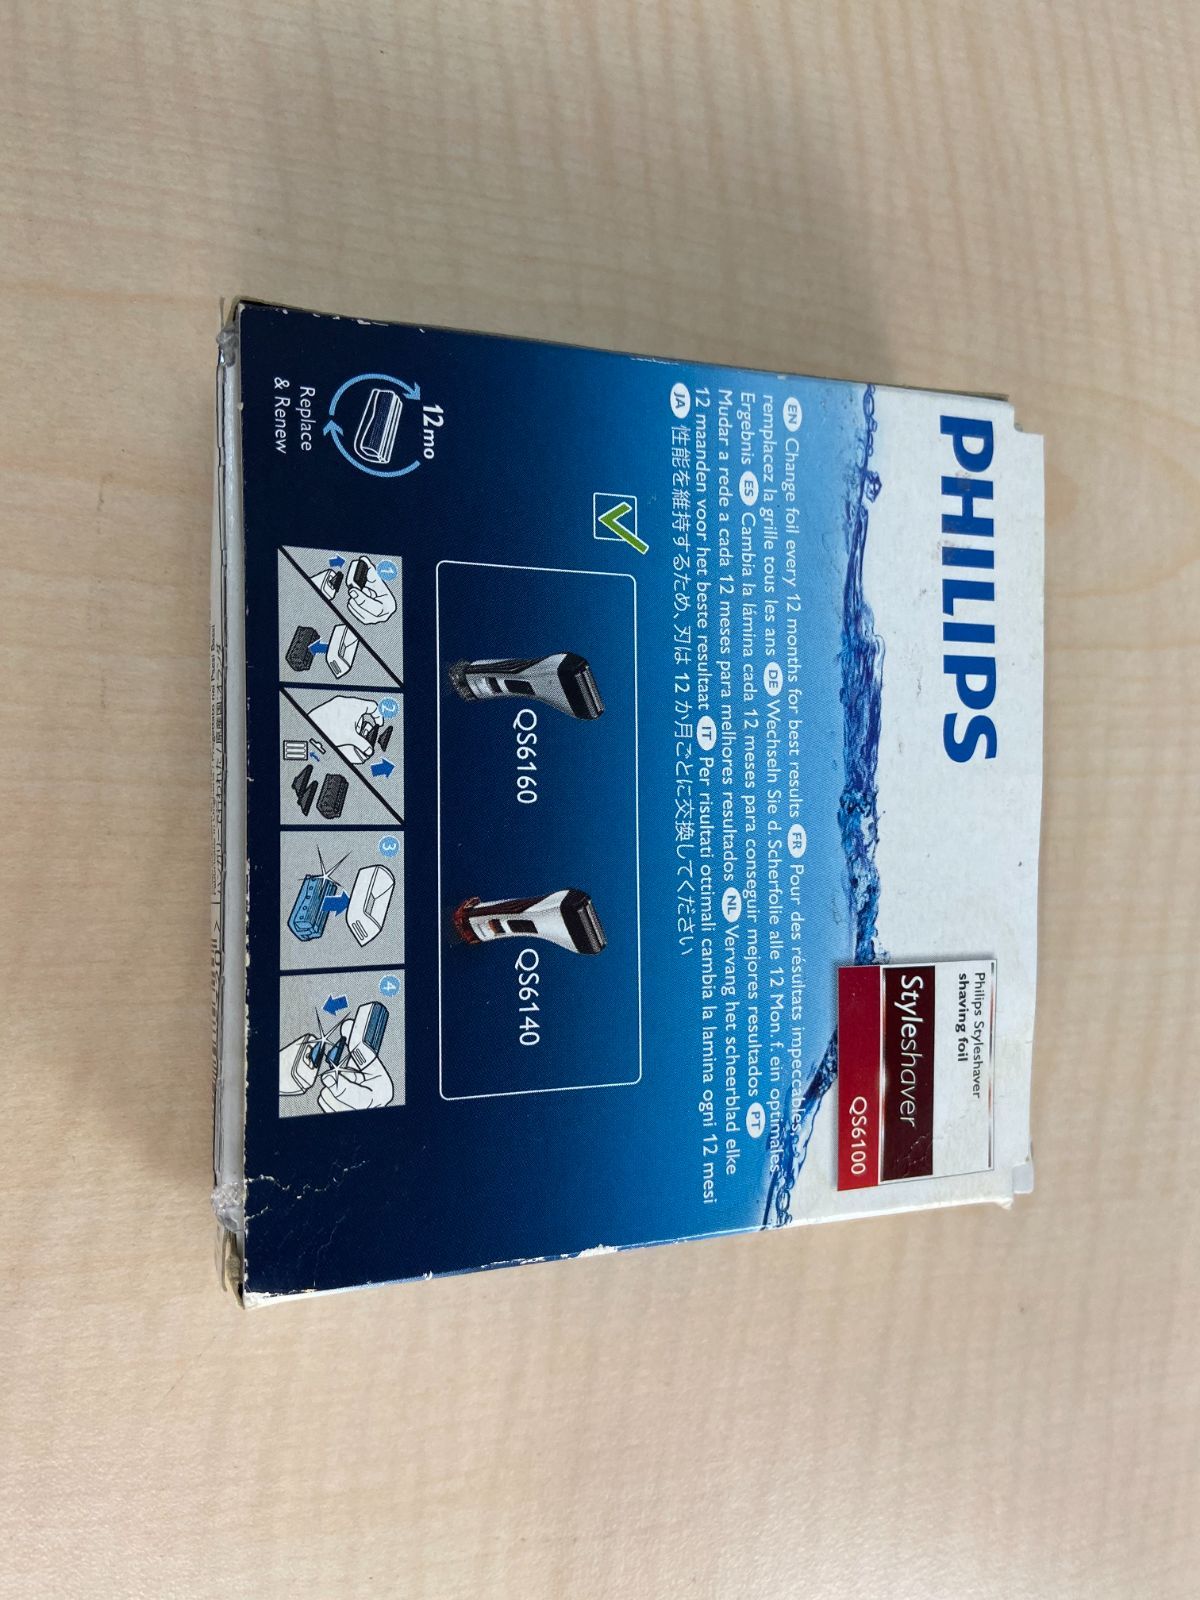 PHILIPS
Philips Styleshaver
shaving foil
Styleshaver
QS6100
EN Change foil every 12 months for best results FR Pour des résultats impeccables,
remplacez la grille tous les ans DE Wechseln Sie d. Scherfolie alle 12 Mon. f. ein optimales
Ergebnis ES Cambia la lámina cada 12 meses para conseguir mejores resultados PT
Mudar a rede a cada 12 meses para melhores resultados NL Vervang het scheerblad elke
12 maanden voor het beste resultaat IT Per risultati ottimali cambia la lamina ogni 12 mesi
JA 性能を維持するため、刃は 12 か月ごとに交換してください
QS6160
QS6140
12mo
Replace
& Renew
1
2
3
4